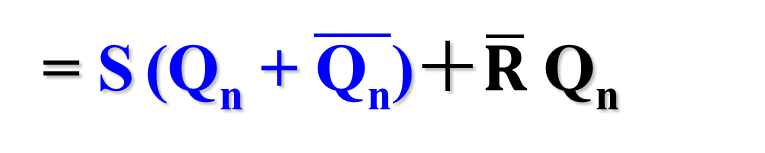 = S (Qₙ + Q̅ₙ) + R̅ Qₙ